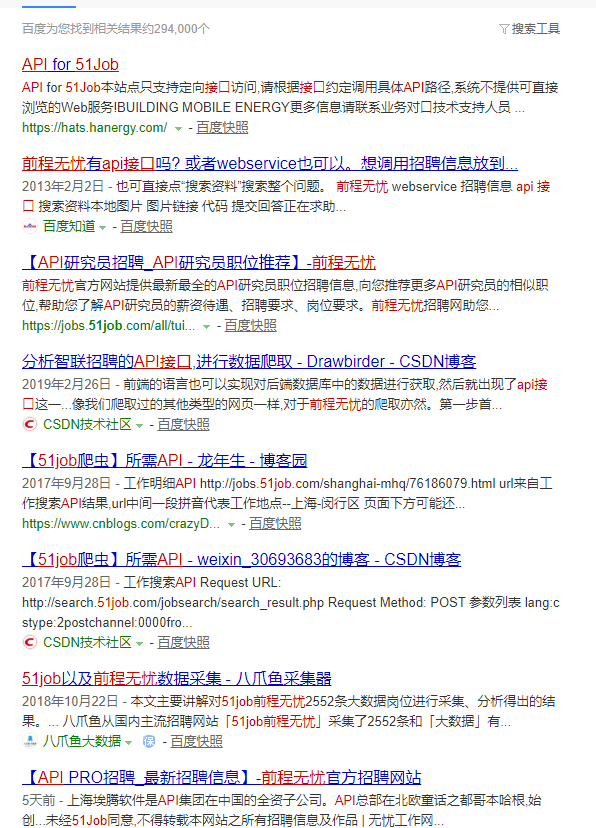 百度为您找到相关结果约294,000个
搜索工具
API for 51Job
API for 51Job本站点只支持定向接口访问,请根据接口约定调用具体API路径,系统不提供可直接
浏览的Web服务!BUILDING MOBILE ENERGY更多信息请联系业务对口技术支持人员 ...
https://hats.hanergy.com/ - 百度快照
前程无忧有api接口吗? 或者webservice也可以。想调用招聘信息放到...
2013年2月2日 - 也可直接点“搜索资料”搜索整个问题。 前程无忧 webservice 招聘信息 api 接
口 搜索资料本地图片 图片链接 代码 提交回答正在求助...
百度知道 - 百度快照
【API研究员招聘_API研究员职位推荐】-前程无忧
前程无忧官方网站提供最新最全的API研究员职位招聘信息,向您推荐更多API研究员的相似职
位,帮助您了解API研究员的薪资待遇、招聘要求、岗位要求。前程无忧招聘网助您...
https://jobs.51job.com/all/tui... - 百度快照
分析智联招聘的API接口,进行数据爬取 - Drawbirder - CSDN博客
2019年2月26日 - 前端的语言也可以实现对后端数据库中的数据进行获取,然后就出现了api接
口这一...像我们爬取过的其他类型的网页一样,对于前程无忧的爬取亦然。第一步首...
CSDN技术社区 - 百度快照
【51job爬虫】所需API - 龙年生 - 博客园
2017年9月28日 - 工作明细API http://jobs.51job.com/shanghai-mhq/76186079.html url来自工
作搜索API结果,url中间一段拼音代表工作地点--上海-闵行区 页面下方可能还...
https://www.cnblogs.com/crazyD... - 百度快照
【51job爬虫】所需API - weixin_30693683的博客 - CSDN博客
2017年9月28日 - 工作搜索API Request URL:
http://search.51job.com/jobsearch/search_result.php Request Method: POST 参数列表 lang:c
stype:2postchannel:0000fro...
CSDN技术社区 - 百度快照
51job以及前程无忧数据采集 - 八爪鱼采集器
2018年10月22日 - 本文主要讲解对51job前程无忧2552条大数据岗位进行采集、分析得出的结
果。... 八爪鱼从国内主流招聘网站「51job前程无忧」采集了2552条和「大数据」有...
八爪鱼大数据 保 - 百度快照
【API PRO招聘_最新招聘信息】-前程无忧官方招聘网站
5天前 - 上海埃腾软件是API集团在中国的全资子公司。API总部在北欧童话之都哥本哈根,始
创...未经51Job同意,不得转载本网站之所有招聘信息及作品 | 无忧工作网...